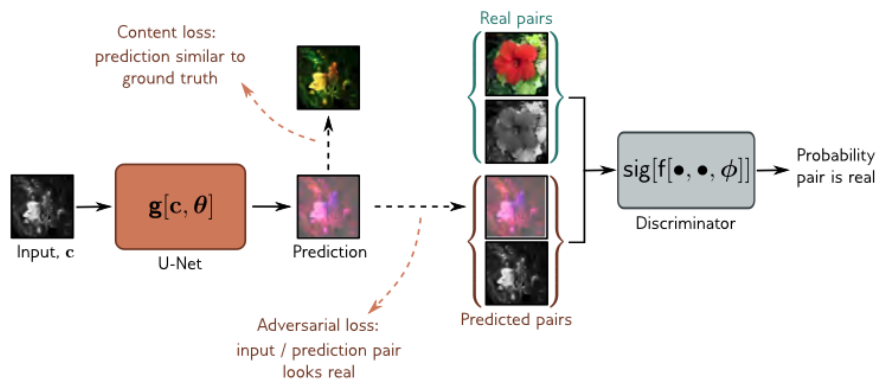 Content loss:
prediction similar to
ground truth
Real pairs
Input, c
g[c, θ]
U-Net
Prediction
Adversarial loss:
input / prediction pair
looks real
Predicted pairs
sig[f[•, •, ϕ]]
Discriminator
Probability
pair is real